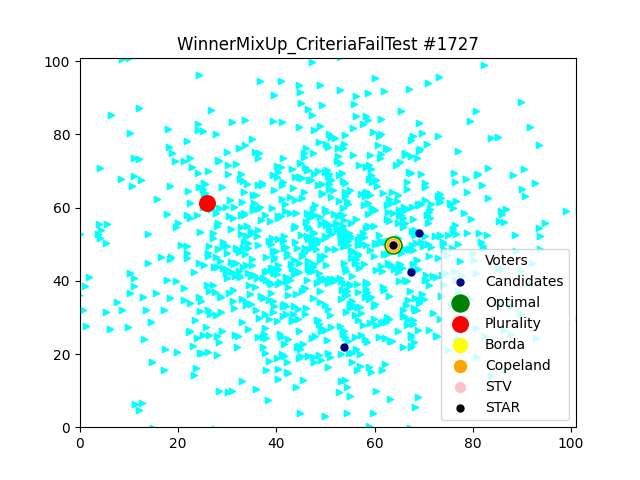 WinnerMixUp_CriteriaFailTest #1727
100
80
60
40
20
0
0
20
40
60
80
100
Voters
Candidates
Optimal
Plurality
Borda
Copeland
STV
STAR